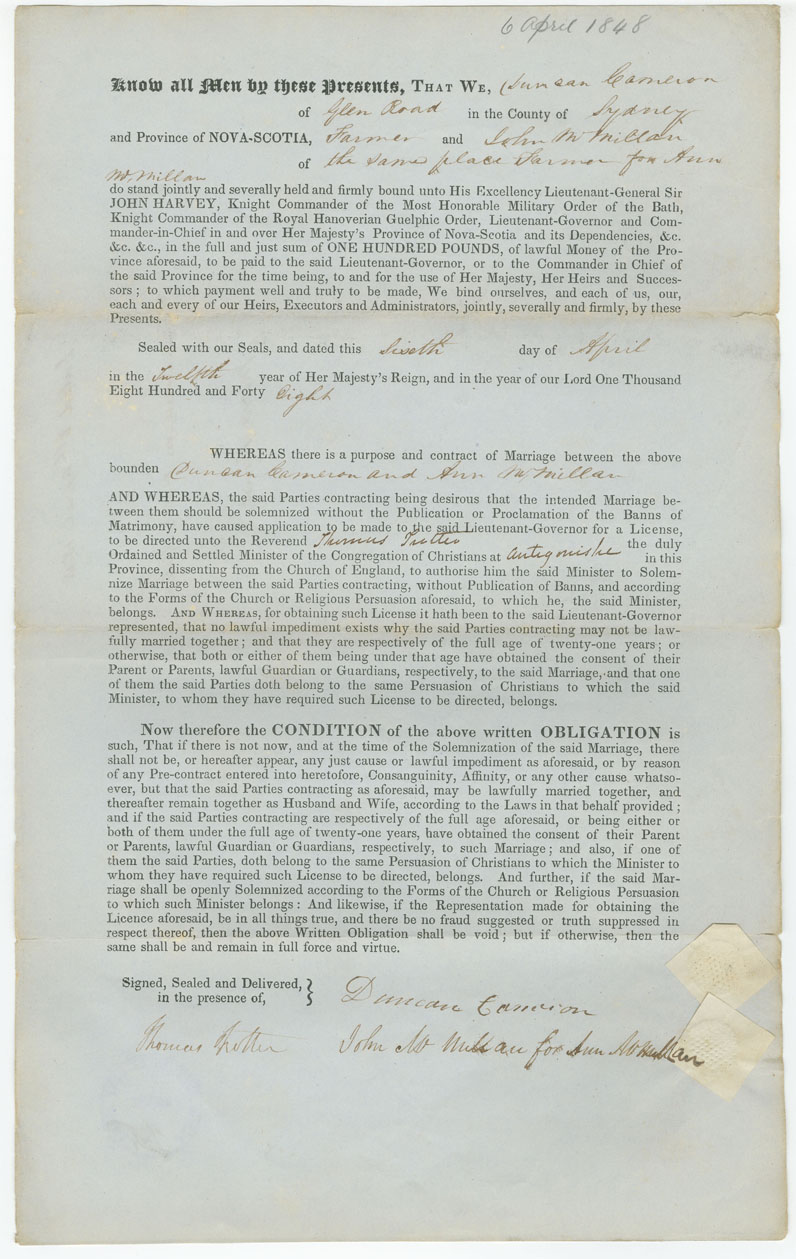 6 April 1848
Know all Men by these Presents, THAT WE, Duncan Cameron
of Glen Road in the County of Sydney
and Province of NOVA-SCOTIA, Farmer and John McMillan
of the same place Farmer for Ann
McMillan
do stand jointly and severally held and firmly bound unto His Excellency Lieutenant-General Sir
JOHN HARVEY, Knight Commander of the Most Honorable Military Order of the Bath,
Knight Commander of the Royal Hanoverian Guelphic Order, Lieutenant-Governor and Com-
mander-in-Chief in and over Her Majesty's Province of Nova-Scotia and its Dependencies, &c.
&c. &c., in the full and just sum of ONE HUNDRED POUNDS, of lawful Money of the Pro-
vince aforesaid, to be paid to the said Lieutenant-Governor, or to the Commander in Chief of
the said Province for the time being, to and for the use of Her Majesty, Her Heirs and Succes-
sors; to which payment well and truly to be made, We bind ourselves, and each of us, our,
each and every of our Heirs, Executors and Administrators, jointly, severally and firmly, by these
Presents.
Sealed with our Seals, and dated this Sixth day of April
in the Twelfth year of Her Majesty's Reign, and in the year of our Lord One Thousand
Eight Hundred and Forty Eight
WHEREAS there is a purpose and contract of Marriage between the above
bounden Duncan Cameron and Ann McMillan
AND WHEREAS, the said Parties contracting being desirous that the intended Marriage be-
tween them should be solemnized without the Publication or Proclamation of the Banns of
Matrimony, have caused application to be made to the said Lieutenant-Governor for a License,
to be directed unto the Reverend Thomas Trotter the duly
Ordained and Settled Minister of the Congregation of Christians at Antigonishe in this
Province, dissenting from the Church of England, to authorise him the said Minister to Solem-
nize Marriage between the said Parties contracting, without Publication of Banns, and according
to the Forms of the Church or Religious Persuasion aforesaid, to which he, the said Minister,
belongs. AND WHEREAS, for obtaining such License it hath been to the said Lieutenant-Governor
represented, that no lawful impediment exists why the said Parties contracting may not be law-
fully married together; and that they are respectively of the full age of twenty-one years; or
otherwise, that both or either of them being under that age have obtained the consent of their
Parent or Parents, lawful Guardian or Guardians, respectively, to the said Marriage, and that one
of them the said Parties doth belong to the same Persuasion of Christians to which the said
Minister, to whom they have required such License to be directed, belongs.
Now therefore the CONDITION of the above written OBLIGATION is
such, That if there is not now, and at the time of the Solemnization of the said Marriage, there
shall not be, or hereafter appear, any just cause or lawful impediment as aforesaid, or by reason
of any Pre-contract entered into heretofore, Consanguinity, Affinity, or any other cause whatso-
ever, but that the said Parties contracting as aforesaid, may be lawfully married together, and
thereafter remain together as Husband and Wife, according to the Laws in that behalf provided;
and if the said Parties contracting are respectively of the full age aforesaid, or being either or
both of them under the full age of twenty-one years, have obtained the consent of their Parent
or Parents, lawful Guardian or Guardians, respectively, to such Marriage; and also, if one of
them the said Parties, doth belong to the same Persuasion of Christians to which the Minister to
whom they have required such License to be directed, belongs. And further, if the said Mar-
riage shall be openly Solemnized according to the Forms of the Church or Religious Persuasion
to which such Minister belongs: And likewise, if the Representation made for obtaining the
Licence aforesaid, be in all things true, and there be no fraud suggested or truth suppressed in
respect thereof, then the above Written Obligation shall be void; but if otherwise, then the
same shall be and remain in full force and virtue.
Signed, Sealed and Delivered,
in the presence of,
Duncan Cameron
Thomas Trotter John McMillan for Ann McMillan